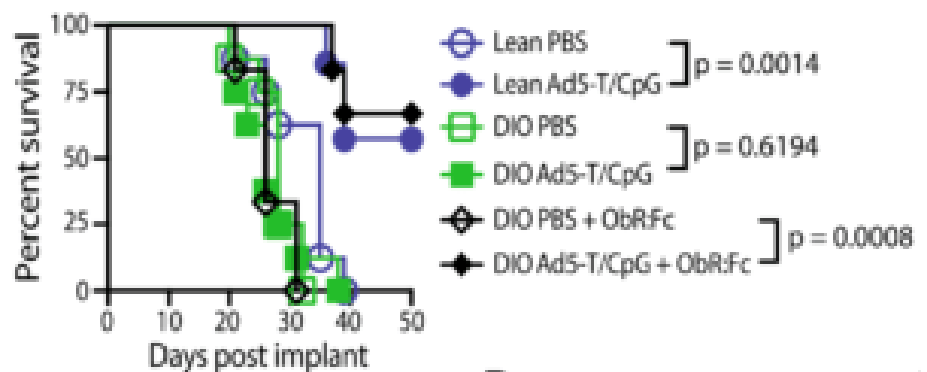 Percent survival
100
75
50
25
0
0 10 20 30 40 50
Days post implant
Lean PBS
Lean Ad5-T/CpG
p = 0.0014
DIO PBS
DIO Ad5-T/CpG
p = 0.6194
DIO PBS + ObR:Fc
DIO Ad5-T/CpG + ObR:Fc
p = 0.0008